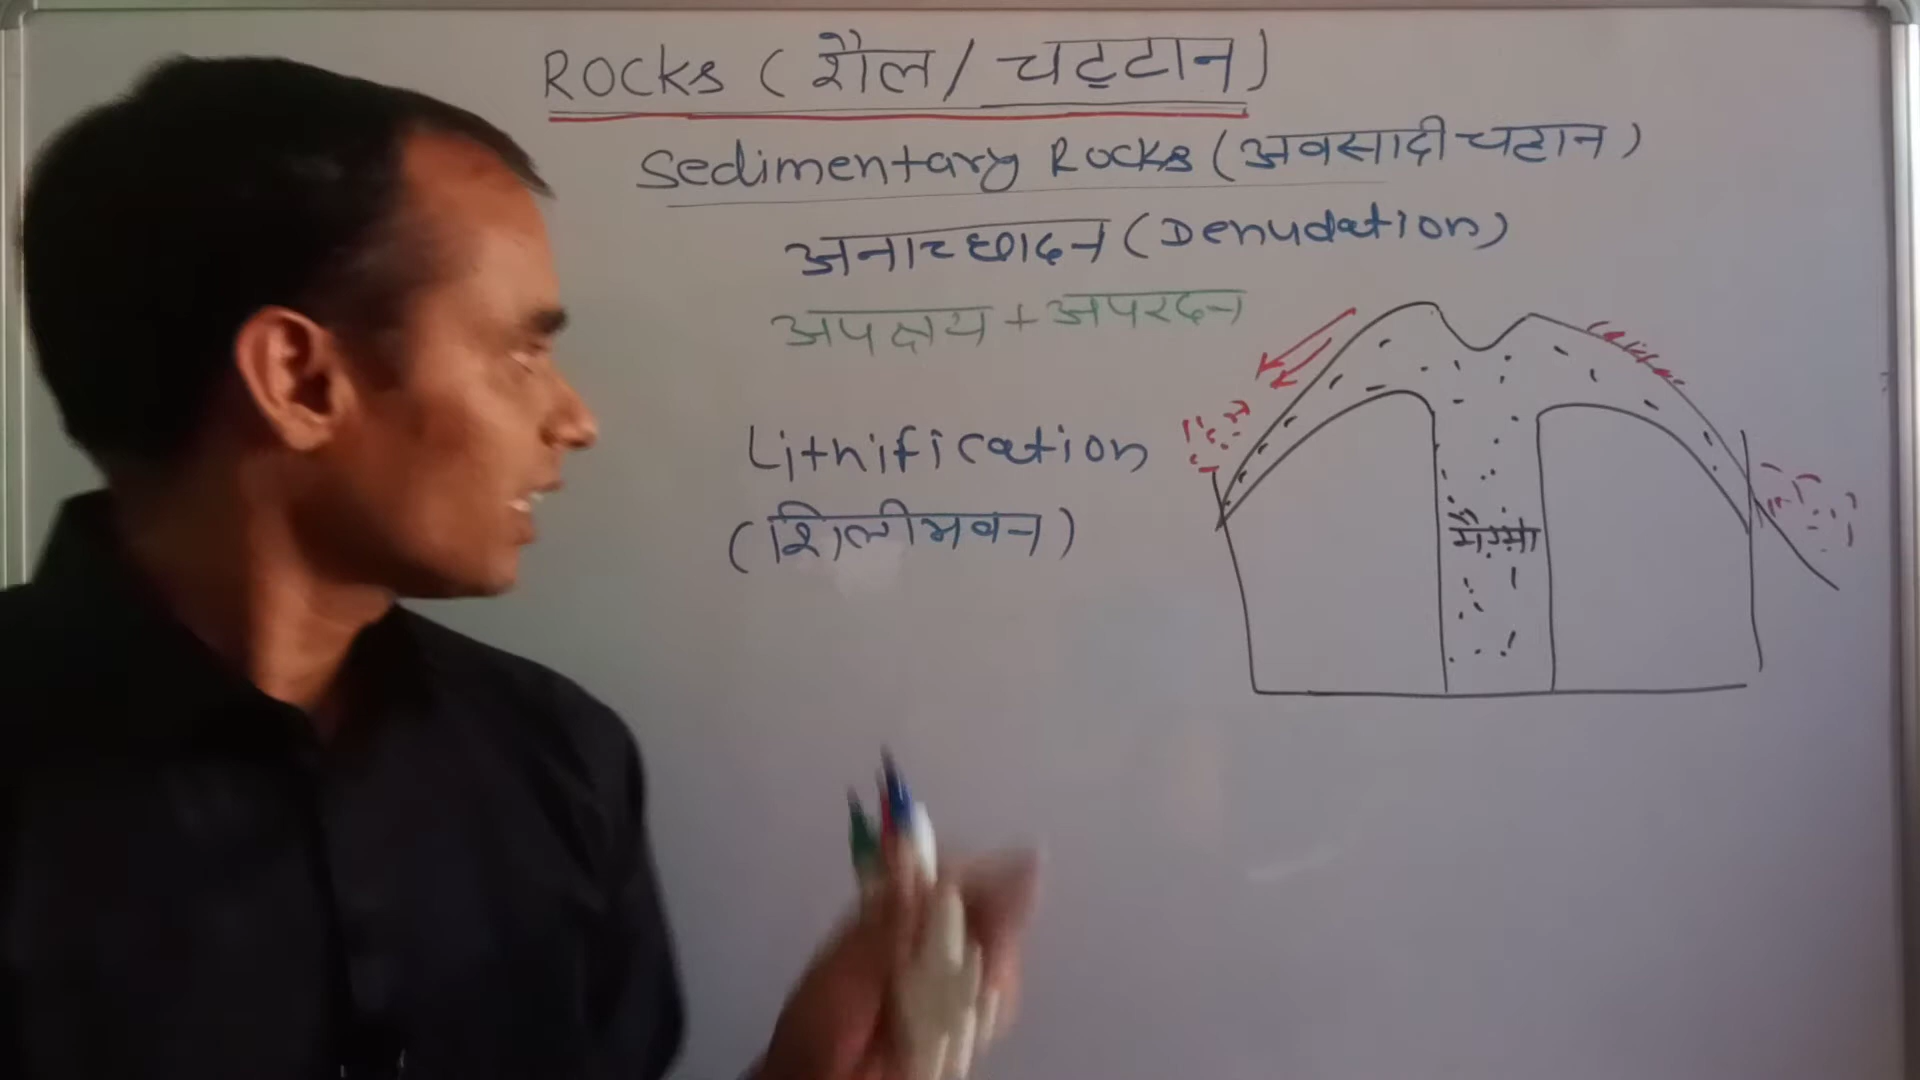 ROCKS (शैल/ चट्टान)
Sedimentary Rocks (अवसादी चट्टान)
अनाच्छादन (Denudation)
अपक्षय + अपरदन
Lithification
(शिलीभवन)
मैग्मा